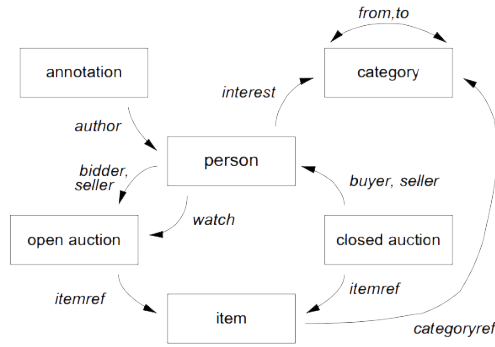 from,to
annotation
category
interest
author
person
bidder,
seller
buyer, seller
watch
open auction
closed auction
itemref
itemref
item
categoryref